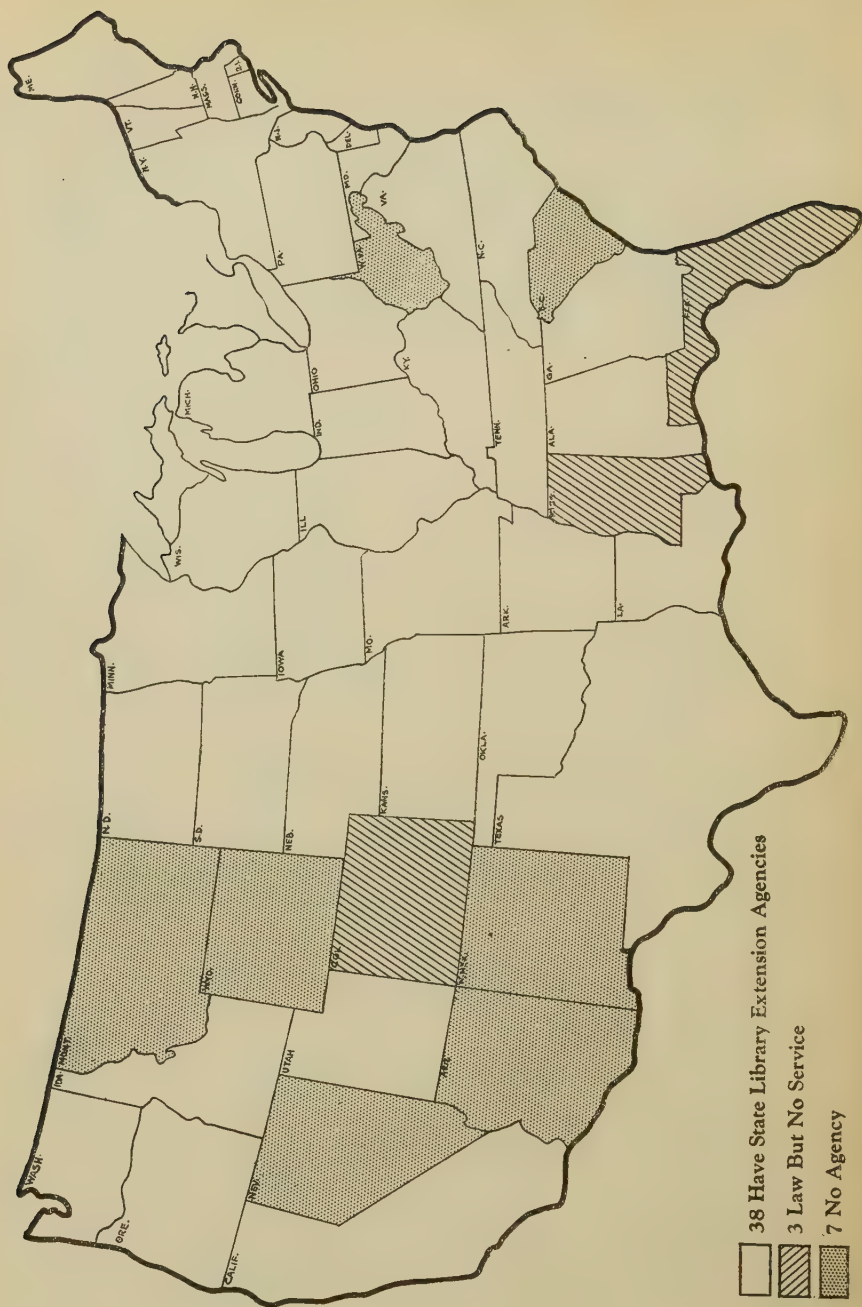 WASH.
ORE.
CALIF.
IDA.
NEV.
MONT.
WYO.
UTAH
COL.
ARIZ.
N.MEX.
N.D.
S.D.
NEB.
KANS.
OKLA.
TEXAS
MINN.
IOWA
MO.
ARK.
LA.
WIS.
ILL
MICH.
IND.
OHIO
KY.
TENN.
MISS.
ALA.
GA.
FLA.
S.C.
N.C.
VA.
W.VA.
MD.
DEL.
PA.
N.J.
N.Y.
VT.
N.H.
MASS.
CONN.
R.I.
ME.
38 Have State Library Extension Agencies
3 Law But No Service
7 No Agency